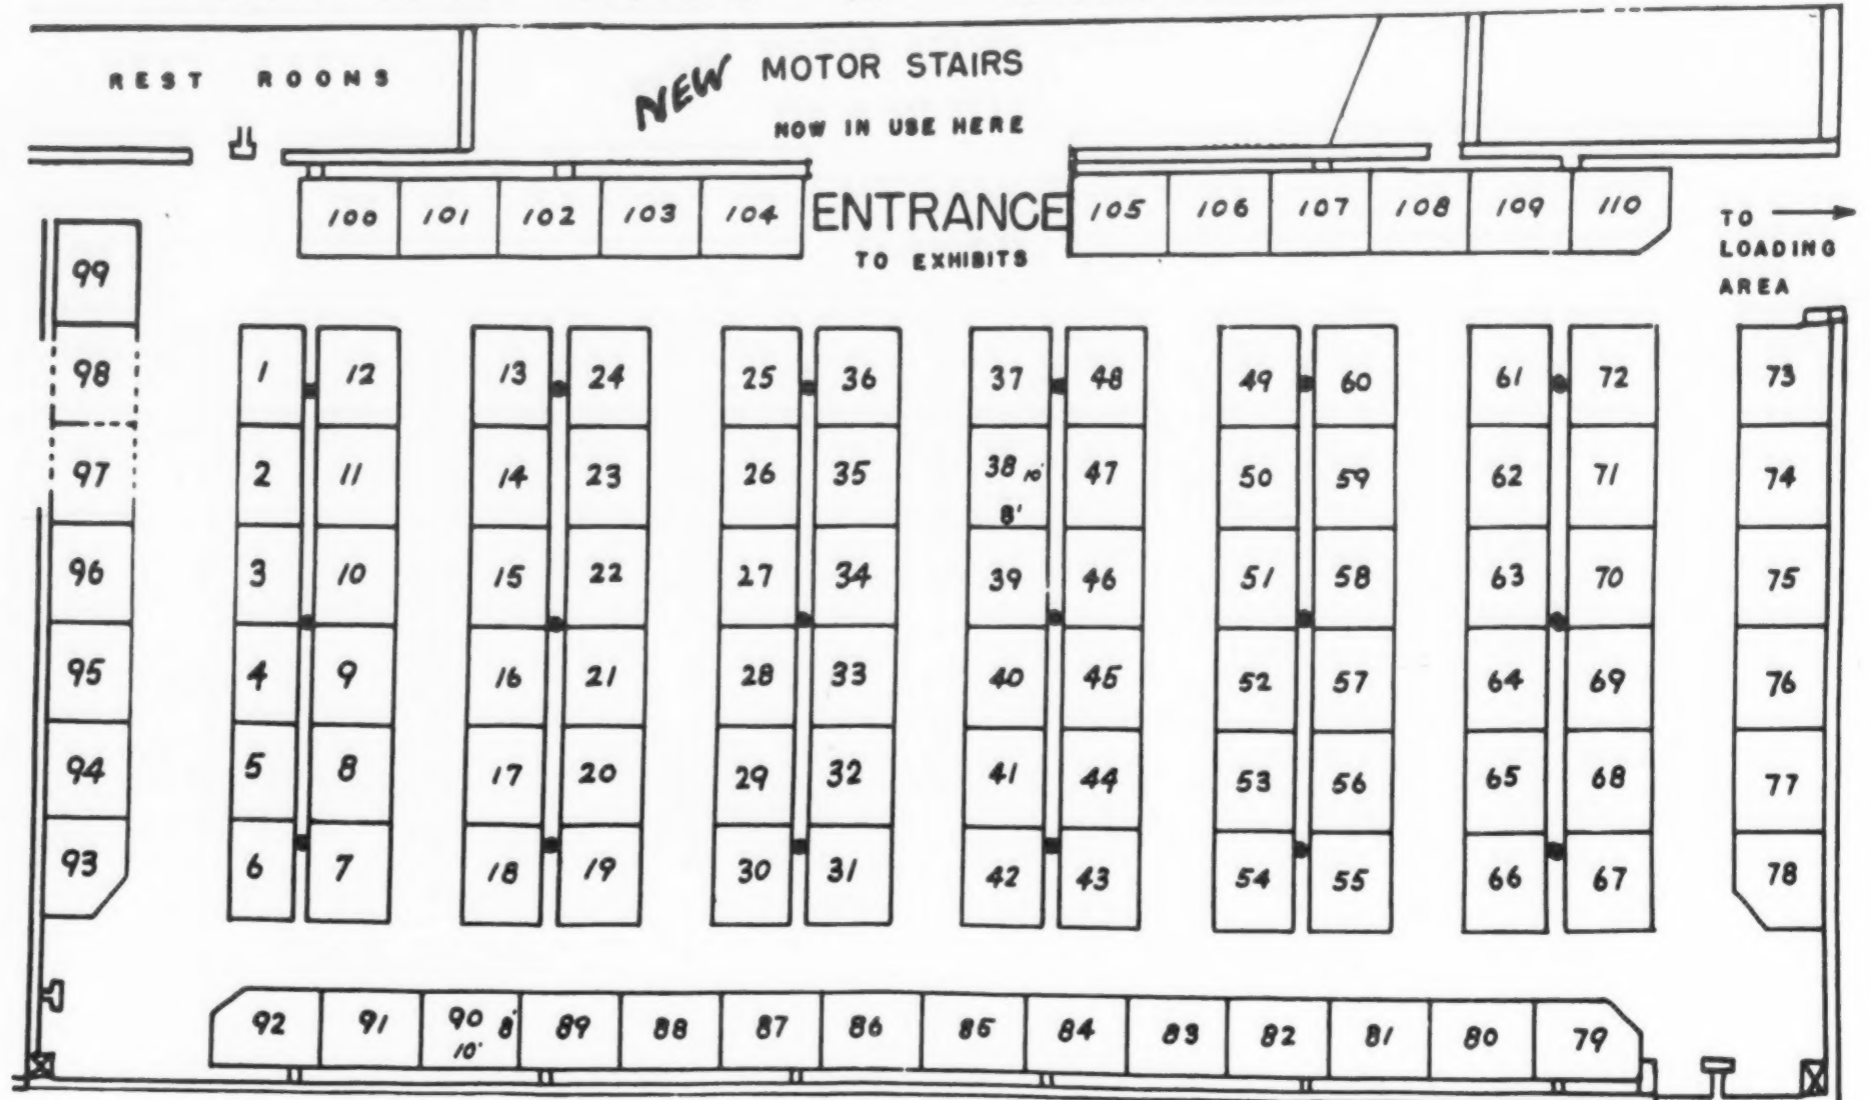 REST ROOMS
NEW MOTOR STAIRS
NOW IN USE HERE
100 101 102 103 104 ENTRANCE 105 106 107 108 109 110
TO EXHIBITS
TO
LOADING
AREA
99
98 1 12 13 24 25 36 37 48 49 60 61 72 73
97 2 11 14 23 26 35 38 10' 47 50 59 62 71 74
8'
96 3 10 15 22 27 34 39 46 51 58 63 70 75
95 4 9 16 21 28 33 40 45 52 57 64 69 76
94 5 8 17 20 29 32 41 44 53 56 65 68 77
93 6 7 18 19 30 31 42 43 54 55 66 67 78
92 91 90 8' 89 88 87 86 85 84 83 82 81 80 79
10'